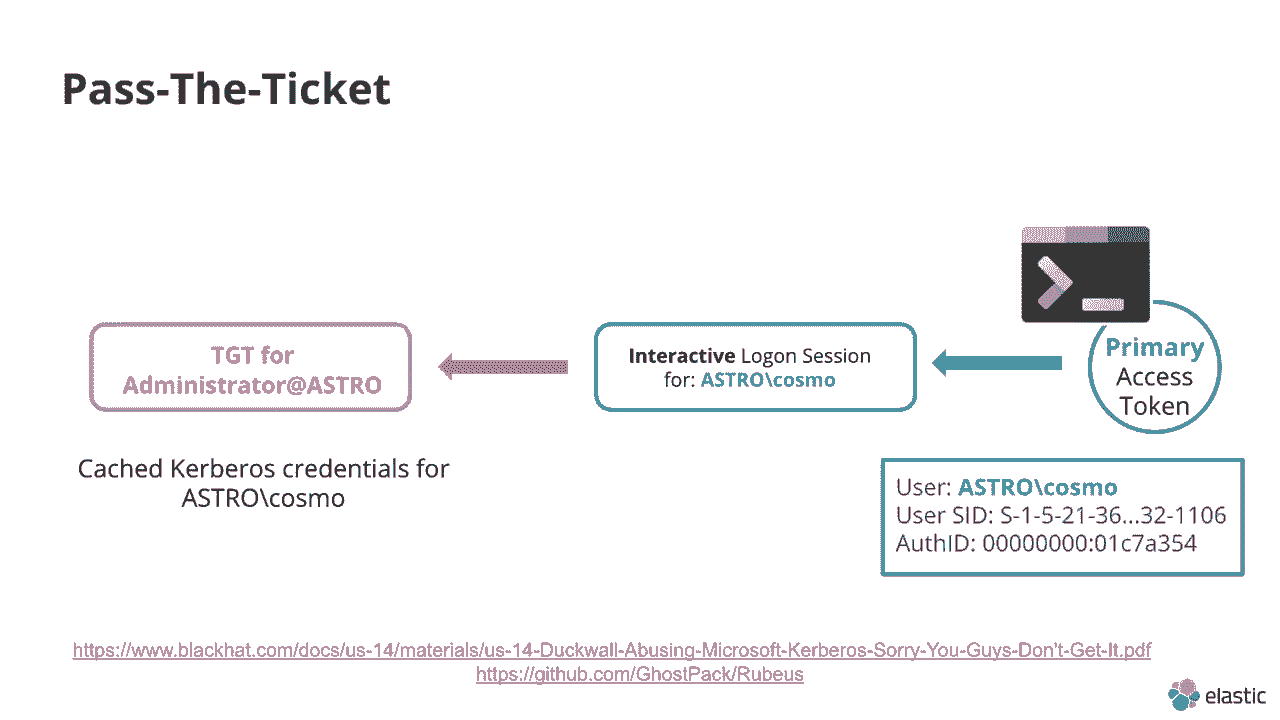 Pass-The-Ticket
TGT for
Administrator@ASTRO
Interactive Logon Session
for: ASTRO\cosmo
Primary
Access
Token
Cached Kerberos credentials for
ASTRO\cosmo
User: ASTRO\cosmo
User SID: S-1-5-21-36...32-1106
AuthID: 00000000:01c7a354
https://www.blackhat.com/docs/us-14/materials/us-14-Duckwall-Abusing-Microsoft-Kerberos-Sorry-You-Guys-Don't-Get-It.pdf
https://github.com/GhostPack/Rubeus
elastic